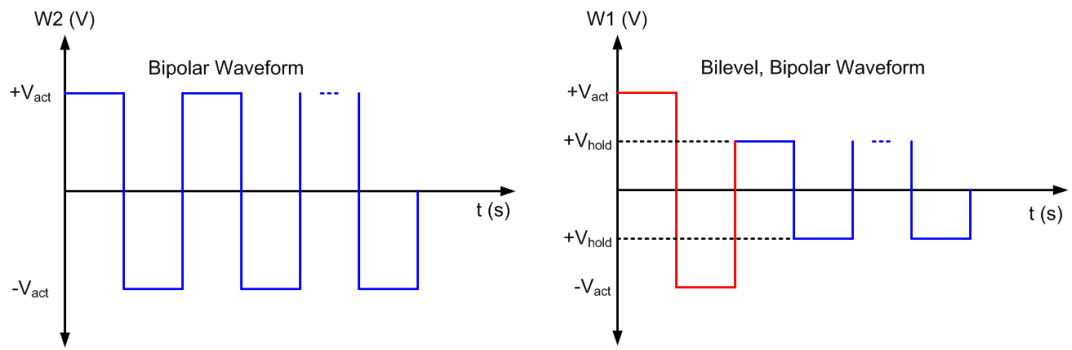 W2 (V)
Bipolar Waveform
+Vact
-Vact
t (s)
W1 (V)
Bilevel, Bipolar Waveform
+Vact
+Vhold
+Vhold
-Vact
t (s)